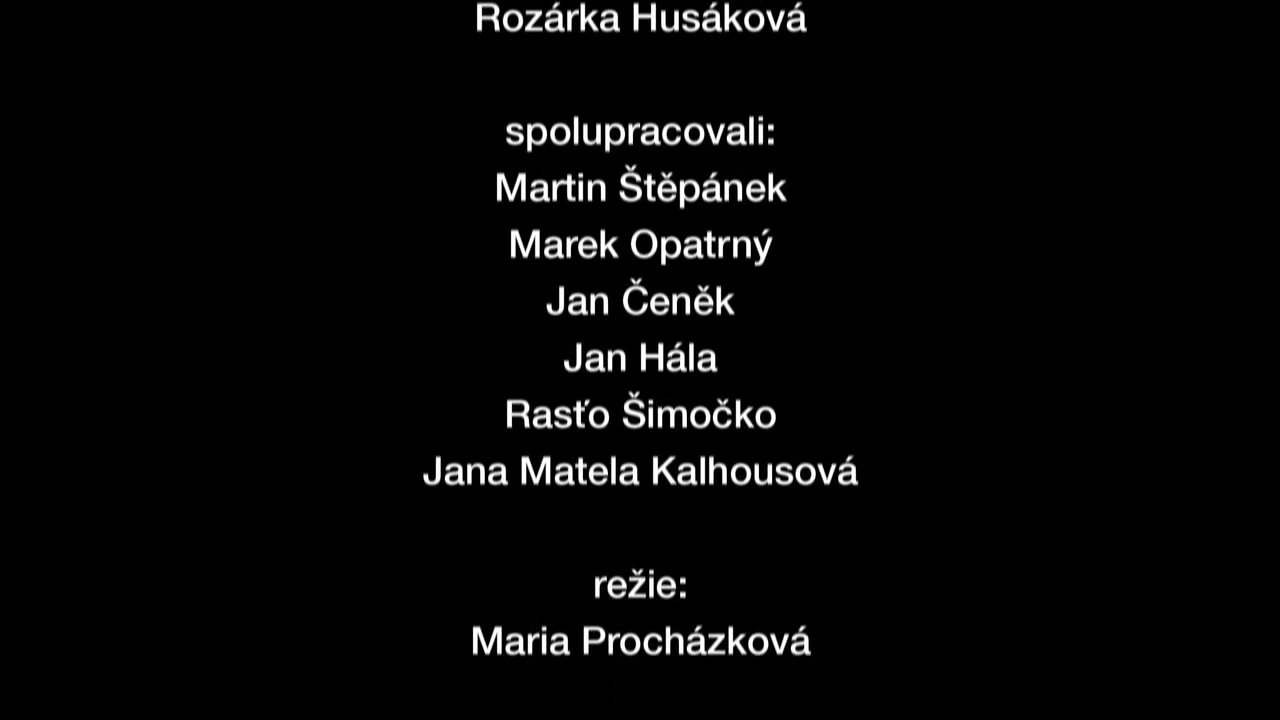 Rozárka Husáková
spolupracovali:
Martin Štěpánek
Marek Opatrný
Jan Čeněk
Jan Hála
Rasťo Šimočko
Jana Matela Kalhousová
režie:
Maria Procházková